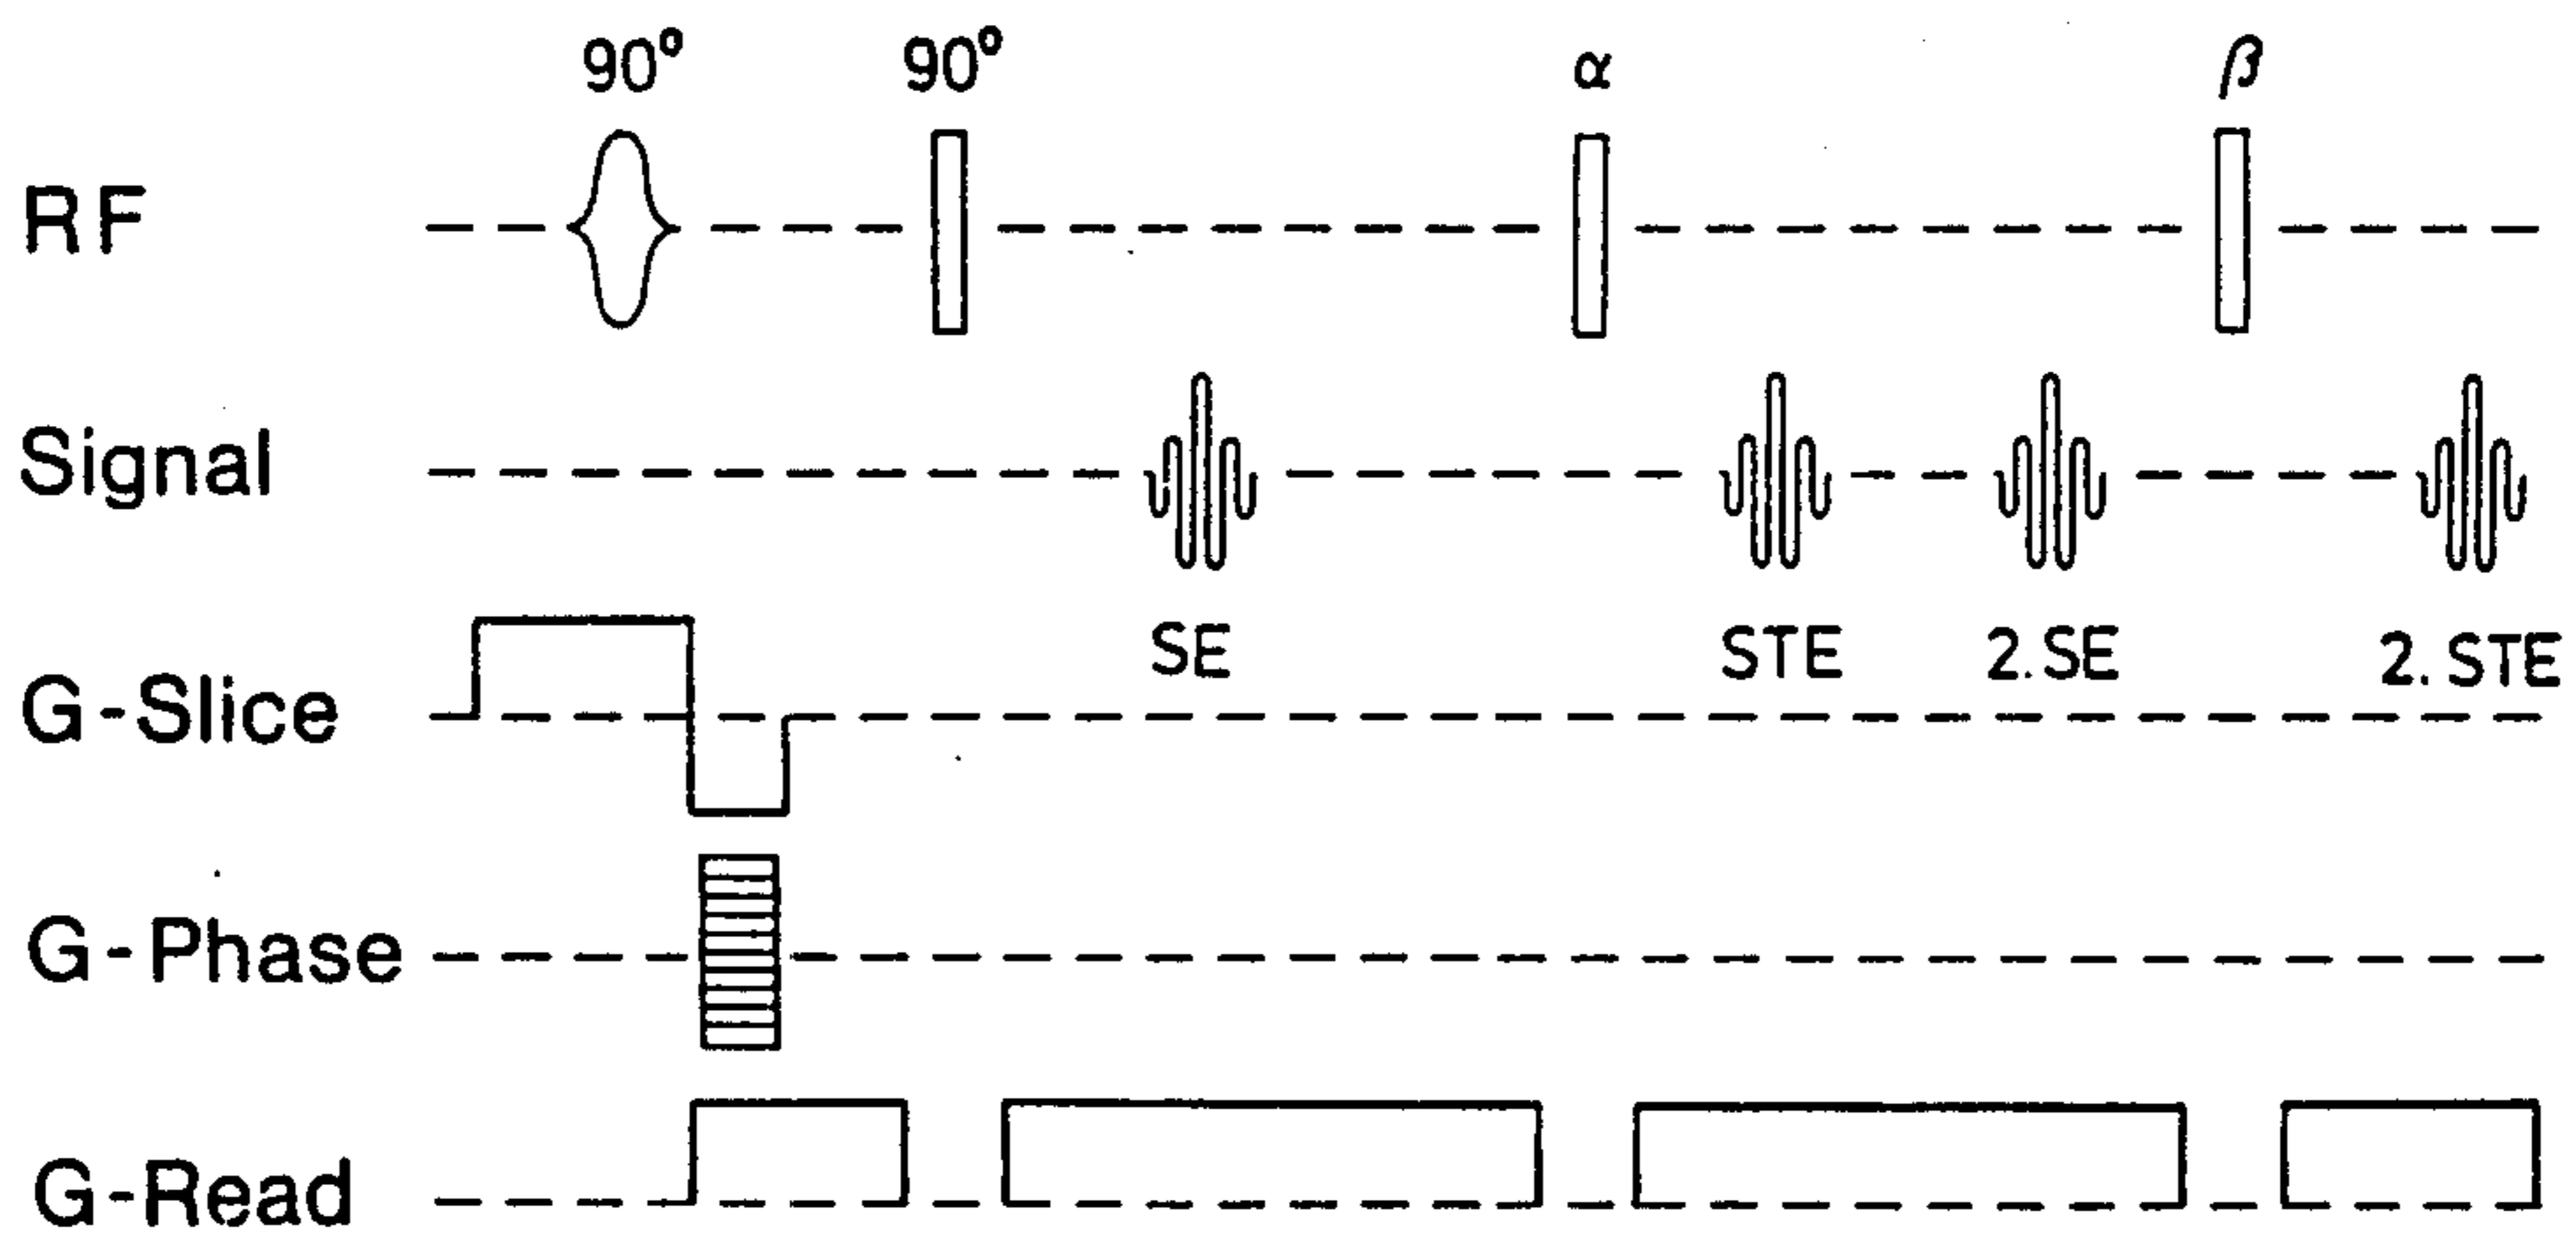 90° 90° α β
RF
Signal
SE STE 2. SE 2. STE
G-Slice
G-Phase
G-Read